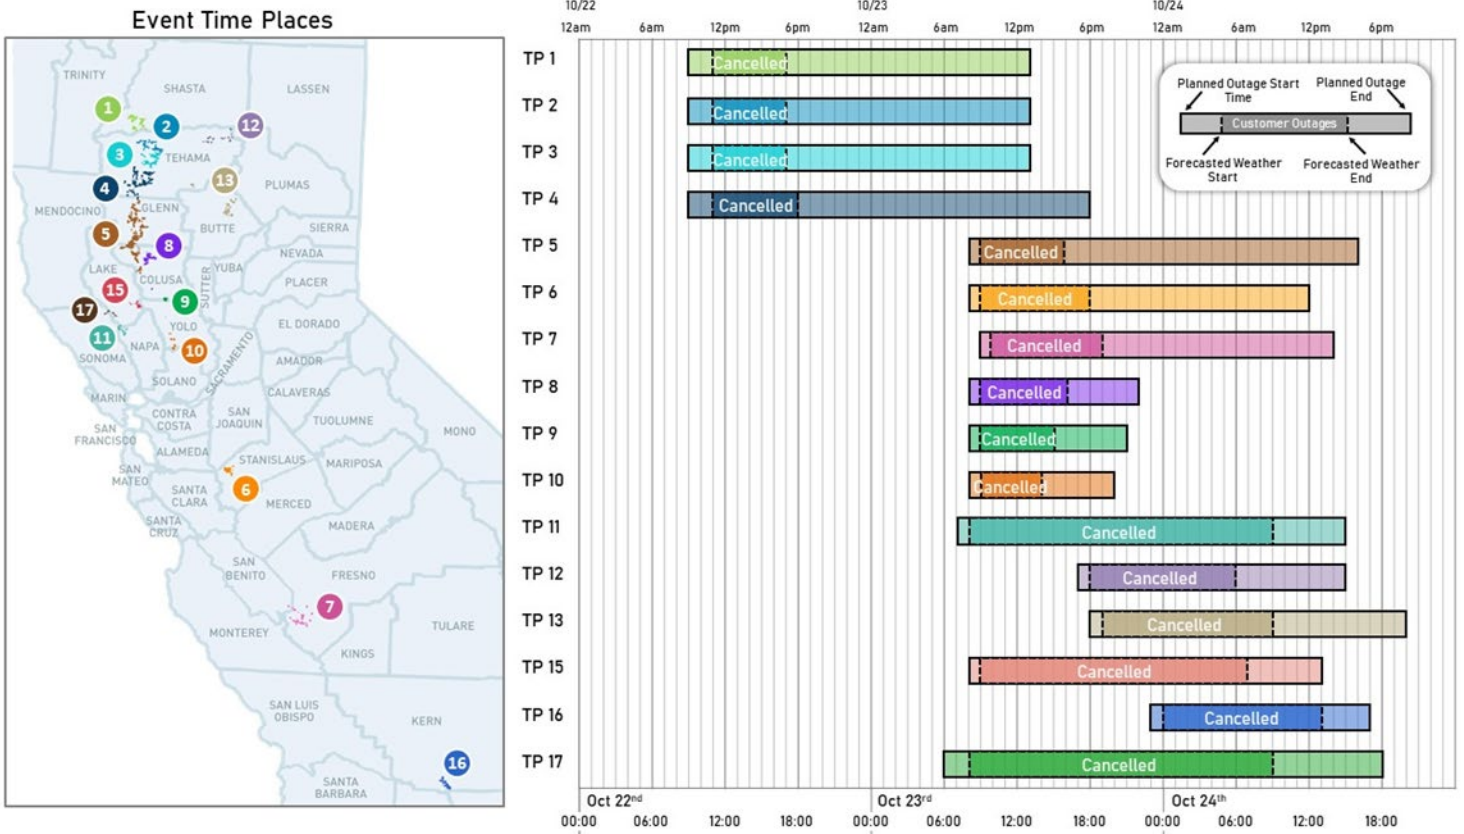 Event Time Places
TRINITY
SHASTA
LASSEN
1
2
12
3
TEHAMA
13
4
PLUMAS
MENDOCINO
GLENN
BUTTE
SIERRA
5
8
NEVADA
LAKE
COLUSA
SUTTER
YUBA
PLACER
15
9
17
YOLO
EL DORADO
11
NAPA
10
SONOMA
SACRAMENTO
AMADOR
SOLANO
CALAVERAS
MARIN
CONTRA
COSTA
SAN
JOAQUIN
TUOLUMNE
SAN
FRANCISCO
MONO
ALAMEDA
STANISLAUS
MARIPOSA
SAN
MATEO
SANTA
CLARA
6
MERCED
SANTA
CRUZ
MADERA
SAN
BENITO
FRESNO
7
MONTEREY
TULARE
KINGS
SAN LUIS
OBISPO
KERN
16
SANTA
BARBARA
10/22 10/23 10/24
12am 6am 12pm 6pm 12am 6am 12pm 6pm 12am 6am 12pm 6pm
TP 1 Cancelled
TP 2 Cancelled
TP 3 Cancelled
TP 4 Cancelled
TP 5 Cancelled
TP 6 Cancelled
TP 7 Cancelled
TP 8 Cancelled
TP 9 Cancelled
TP 10 Cancelled
TP 11 Cancelled
TP 12 Cancelled
TP 13 Cancelled
TP 15 Cancelled
TP 16 Cancelled
TP 17 Cancelled
Planned Outage Start
Time
Planned Outage
End
Customer Outages
Forecasted Weather
Start
Forecasted Weather
End
Oct 22nd Oct 23rd Oct 24th
00:00 06:00 12:00 18:00 00:00 06:00 12:00 18:00 00:00 06:00 12:00 18:00